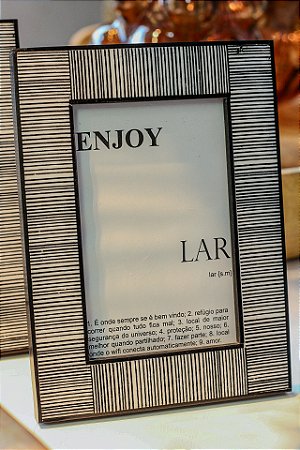 ENJOY
LAR
lar [s.m]
1. É onde sempre se é bem vindo; 2. refúgio para
correr quando tudo fica mal; 3. local de maior
segurança do universo; 4. proteção; 5. nosso; 6.
melhor quando partilhador; 7. fazer parte; 8. local
onde o wifi conecta automaticamente; 9. amor.